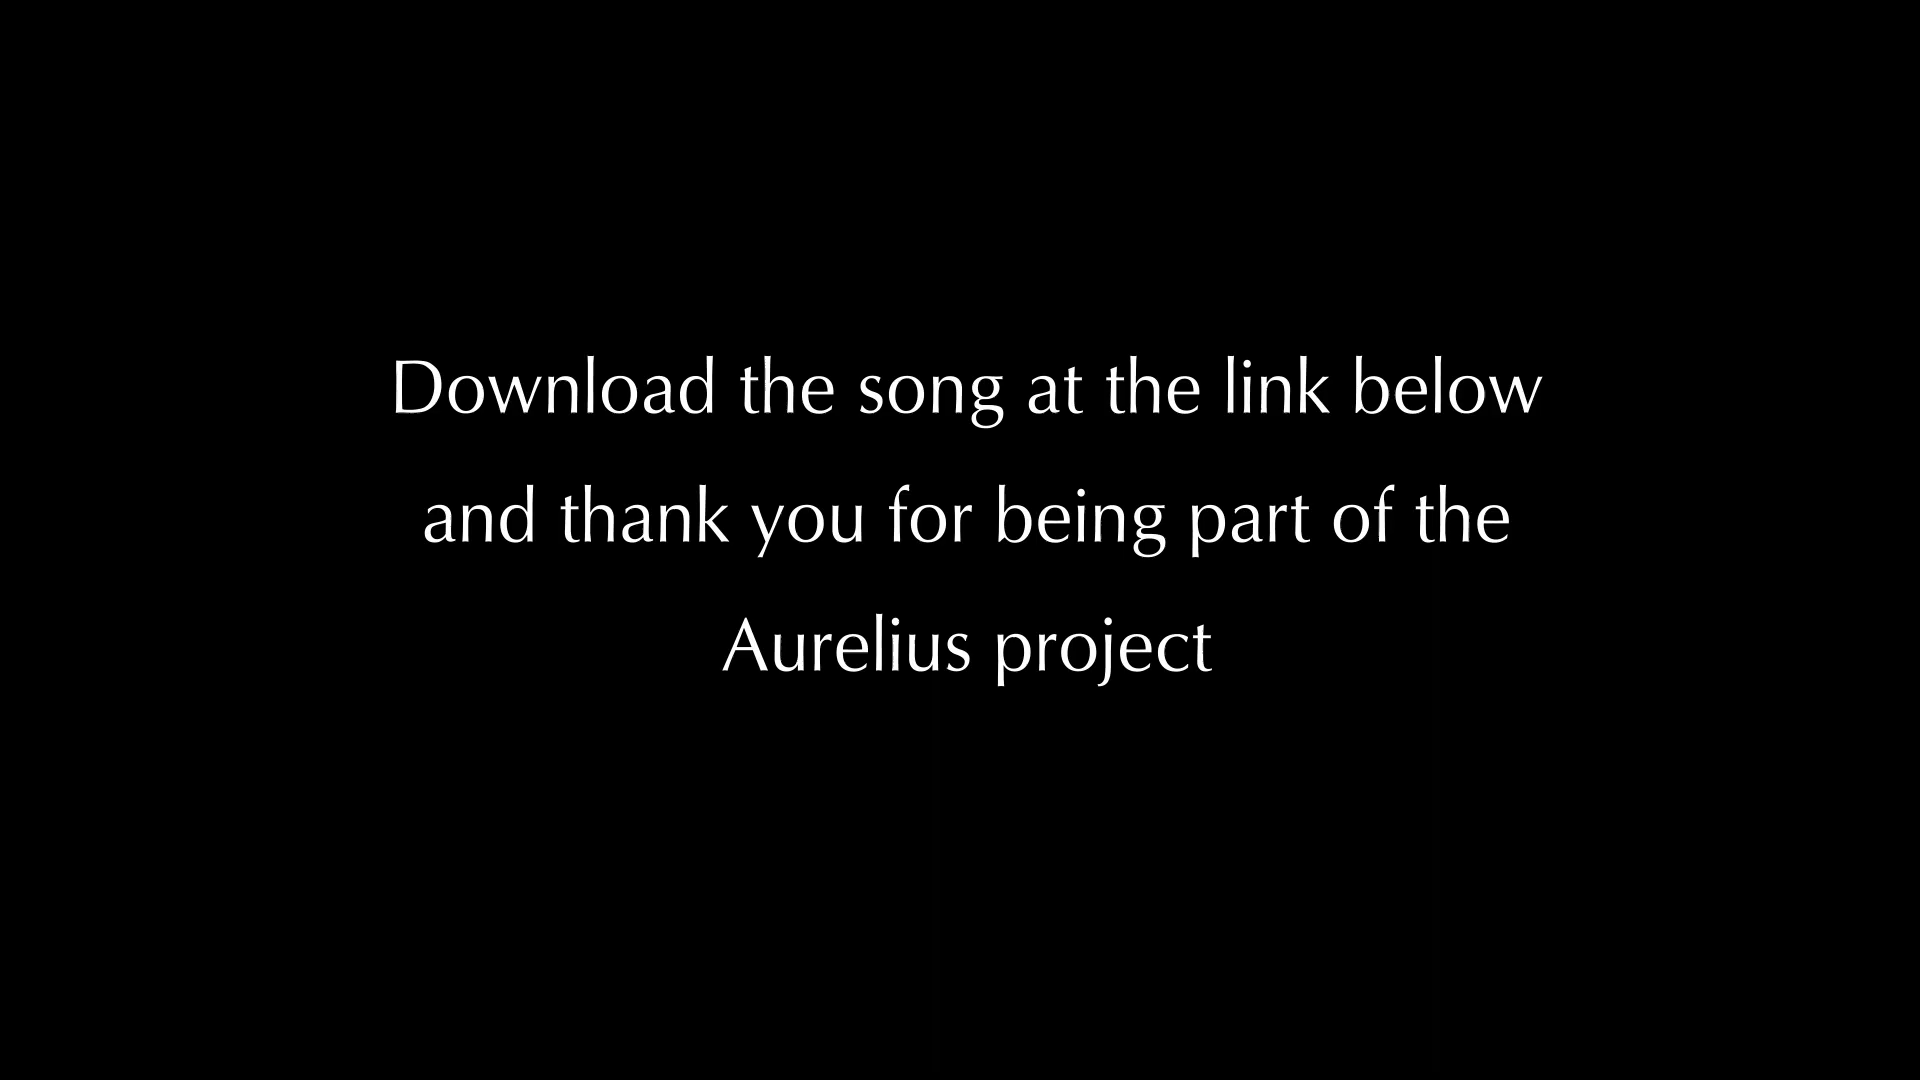 Download the song at the link below
and thank you for being part of the
Aurelius project